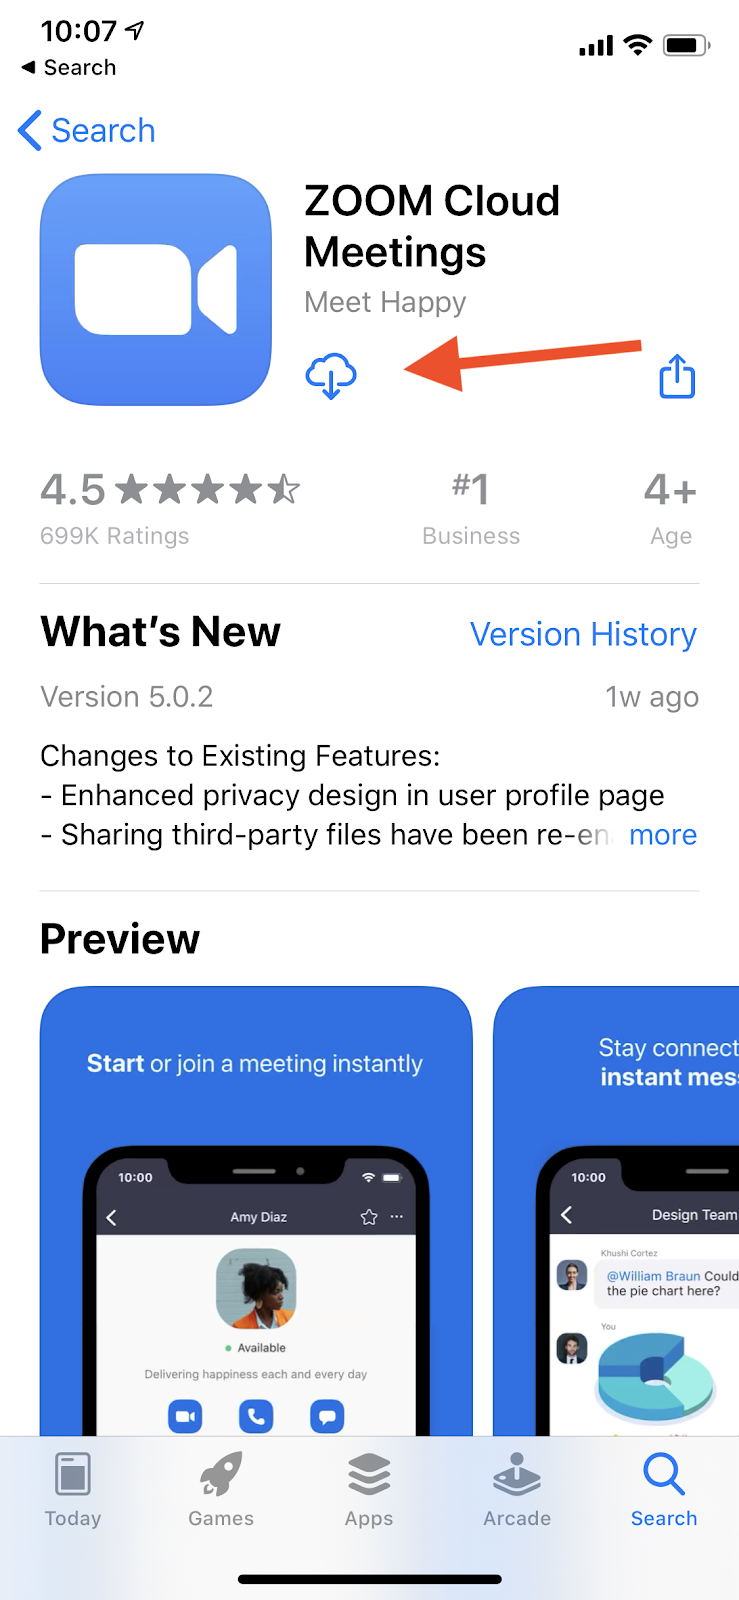 10:07
Search
Search
ZOOM Cloud
Meetings
Meet Happy
4.5
699K Ratings
#1
Business
4+
Age
What's New
Version History
Version 5.0.2
1w ago
Changes to Existing Features:
- Enhanced privacy design in user profile page
- Sharing third-party files have been re-en
more
Preview
Start or join a meeting instantly
10:00
Amy Diaz
Available
Delivering happiness each and every day
Stay connect
instant mes
10:00
Design Team
Khushi Cortez
@William Braun Could
the pie chart here?
You
Today
Games
Apps
Arcade
Search